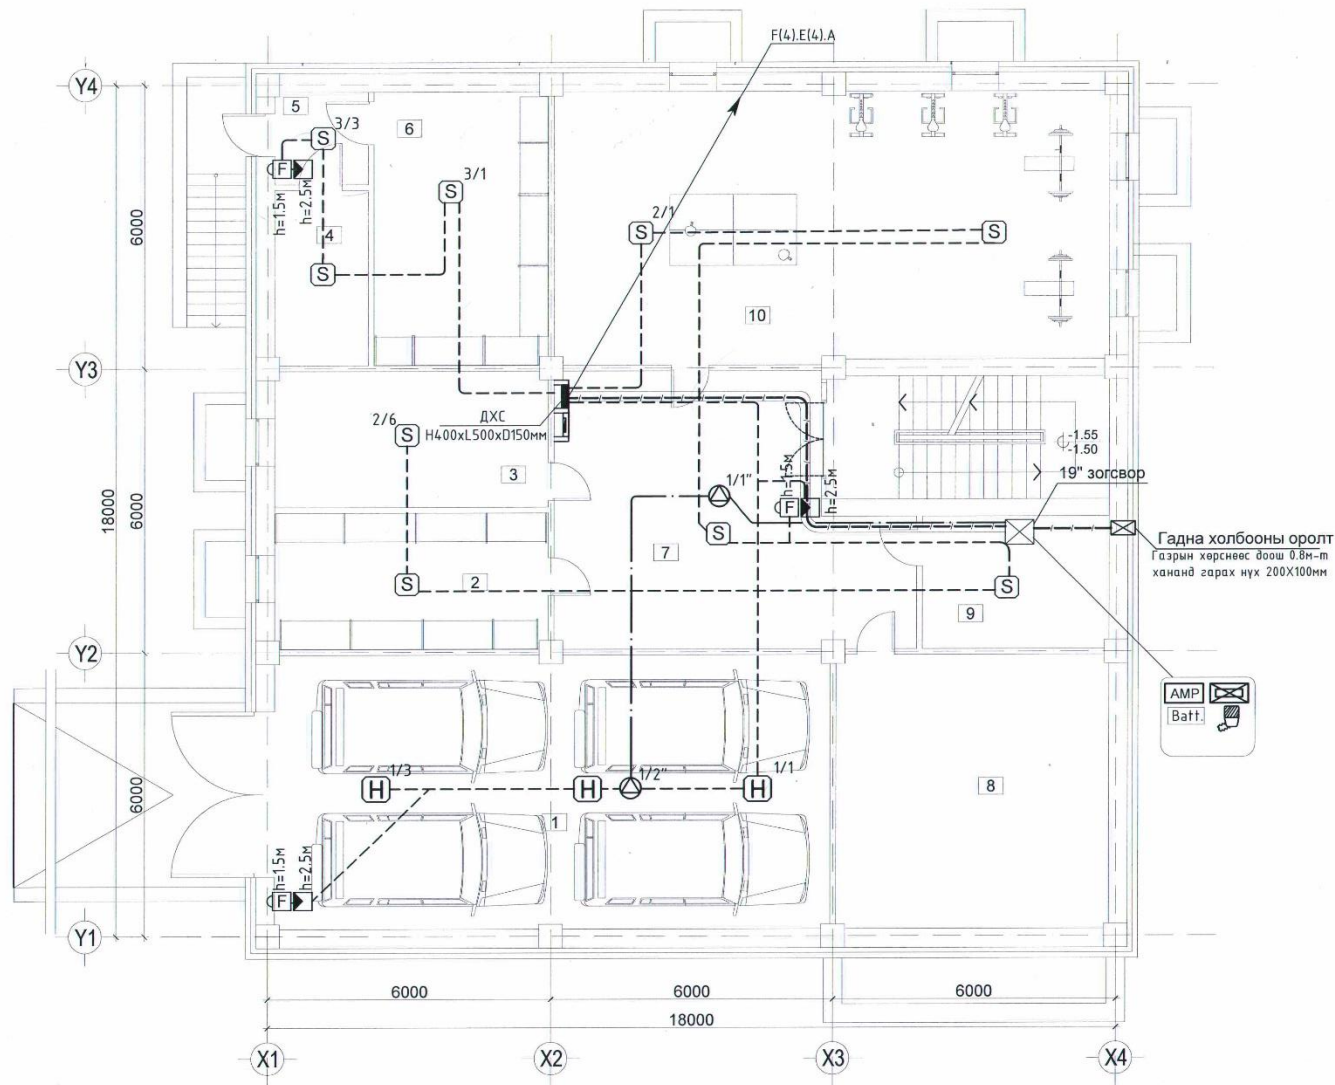 F(4).E(4).A
Y4
5
3/3
6
S
3/1
F
S
h=1.5м
h=2.5м
4
2/1
S
S
S
6000
10
Y3
ДХС
H400xL500xD150мм
2/6
S
3
-1.55
-1.50
19" зогсвор
h=1.5м
h=2.5м
1/1"
F
18000
6000
S
7
Гадна холбооны оролт
Газрын хөрснөөс доош 0.8м-т
хананд гарах нүх 200X100мм
2
S
S
9
Y2
AMP
Batt.
1/3
H
H
1/2"
1/1
H
8
6000
1
h=1.5м
h=2.5м
F
Y1
6000
6000
6000
18000
X1
X2
X3
X4